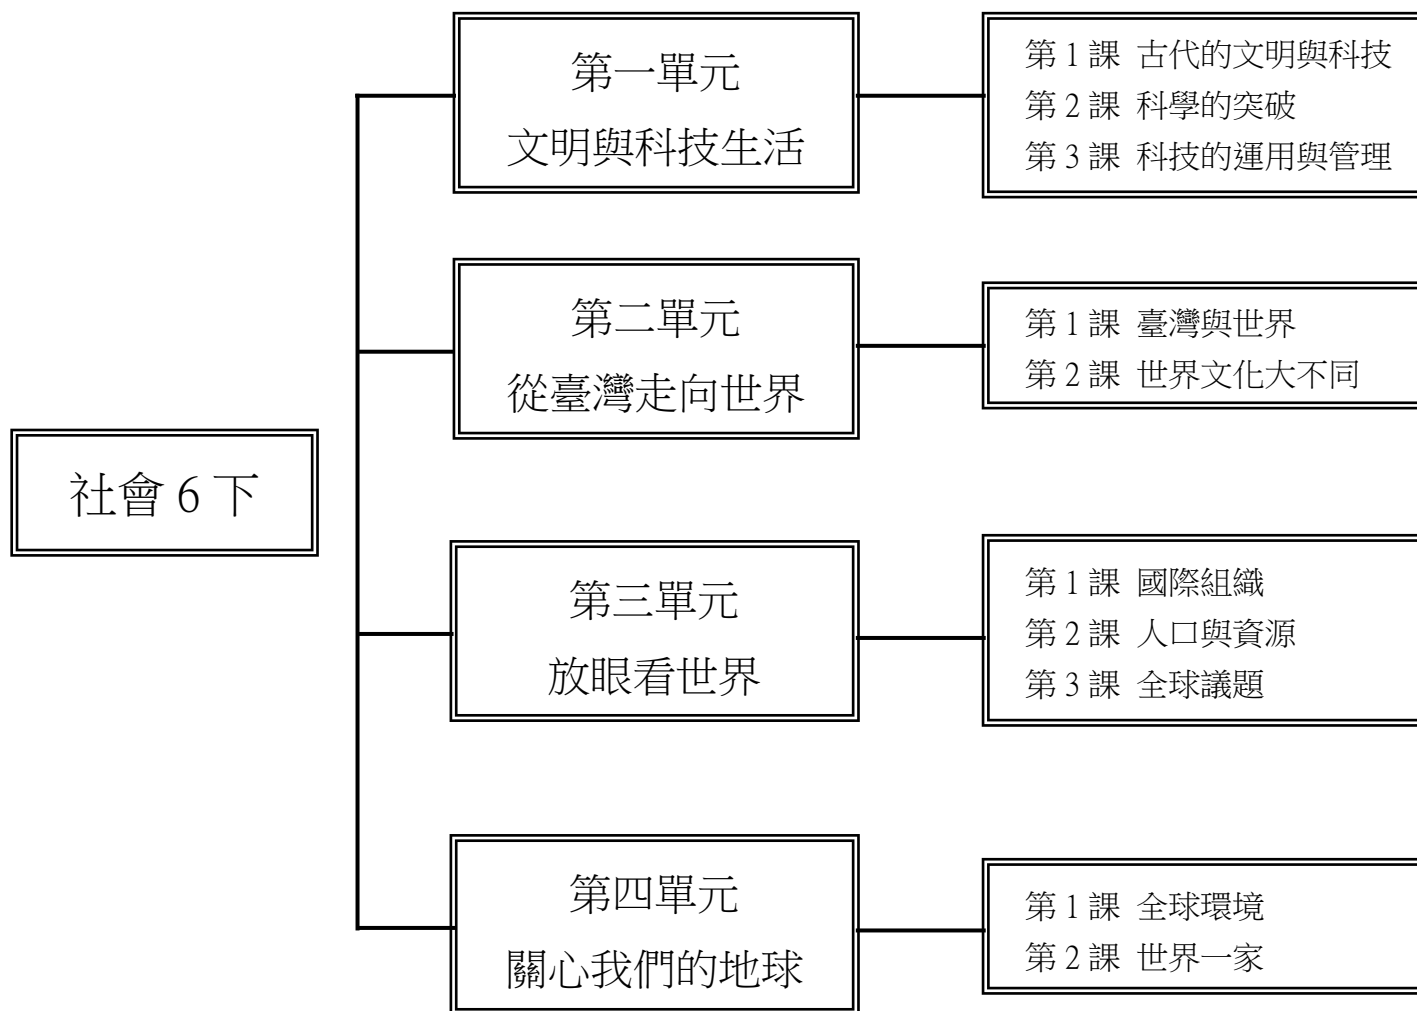 社會 6 下
第一單元
文明與科技生活
第 1 課 古代的文明與科技
第 2 課 科學的突破
第 3 課 科技的運用與管理
第二單元
從臺灣走向世界
第 1 課 臺灣與世界
第 2 課 世界文化大不同
第三單元
放眼看世界
第 1 課 國際組織
第 2 課 人口與資源
第 3 課 全球議題
第四單元
關心我們的地球
第 1 課 全球環境
第 2 課 世界一家